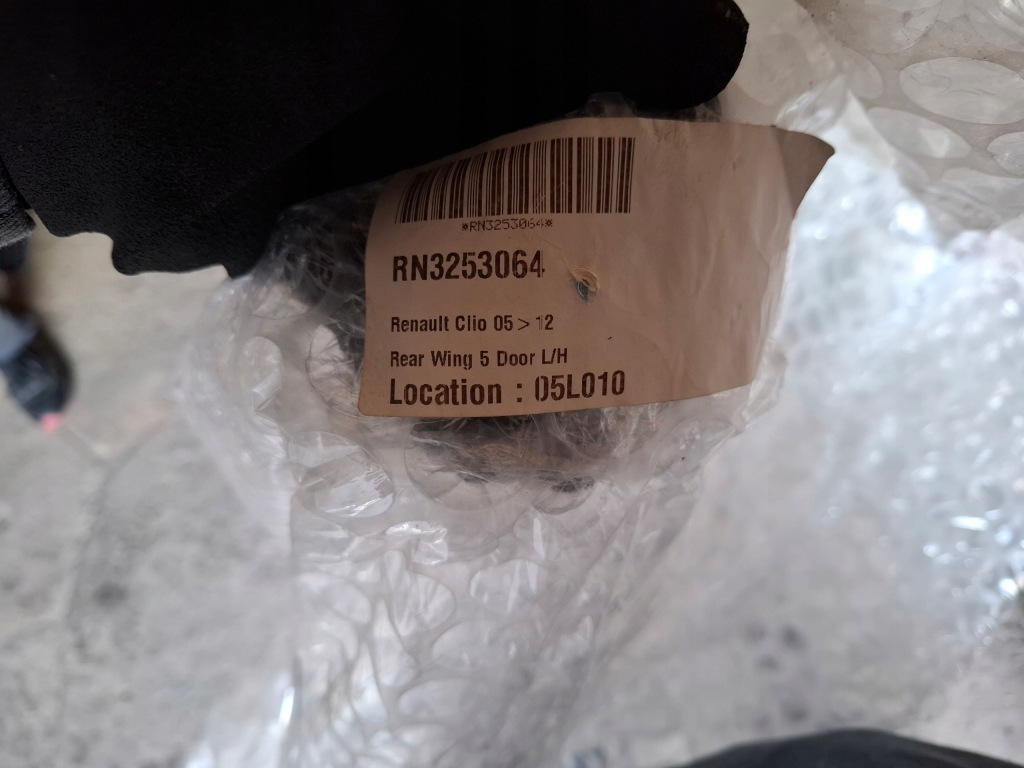 *RN3253064*
RN3253064
Renault Clio 05 > 12
Rear Wing 5 Door L/H
Location : 05L010